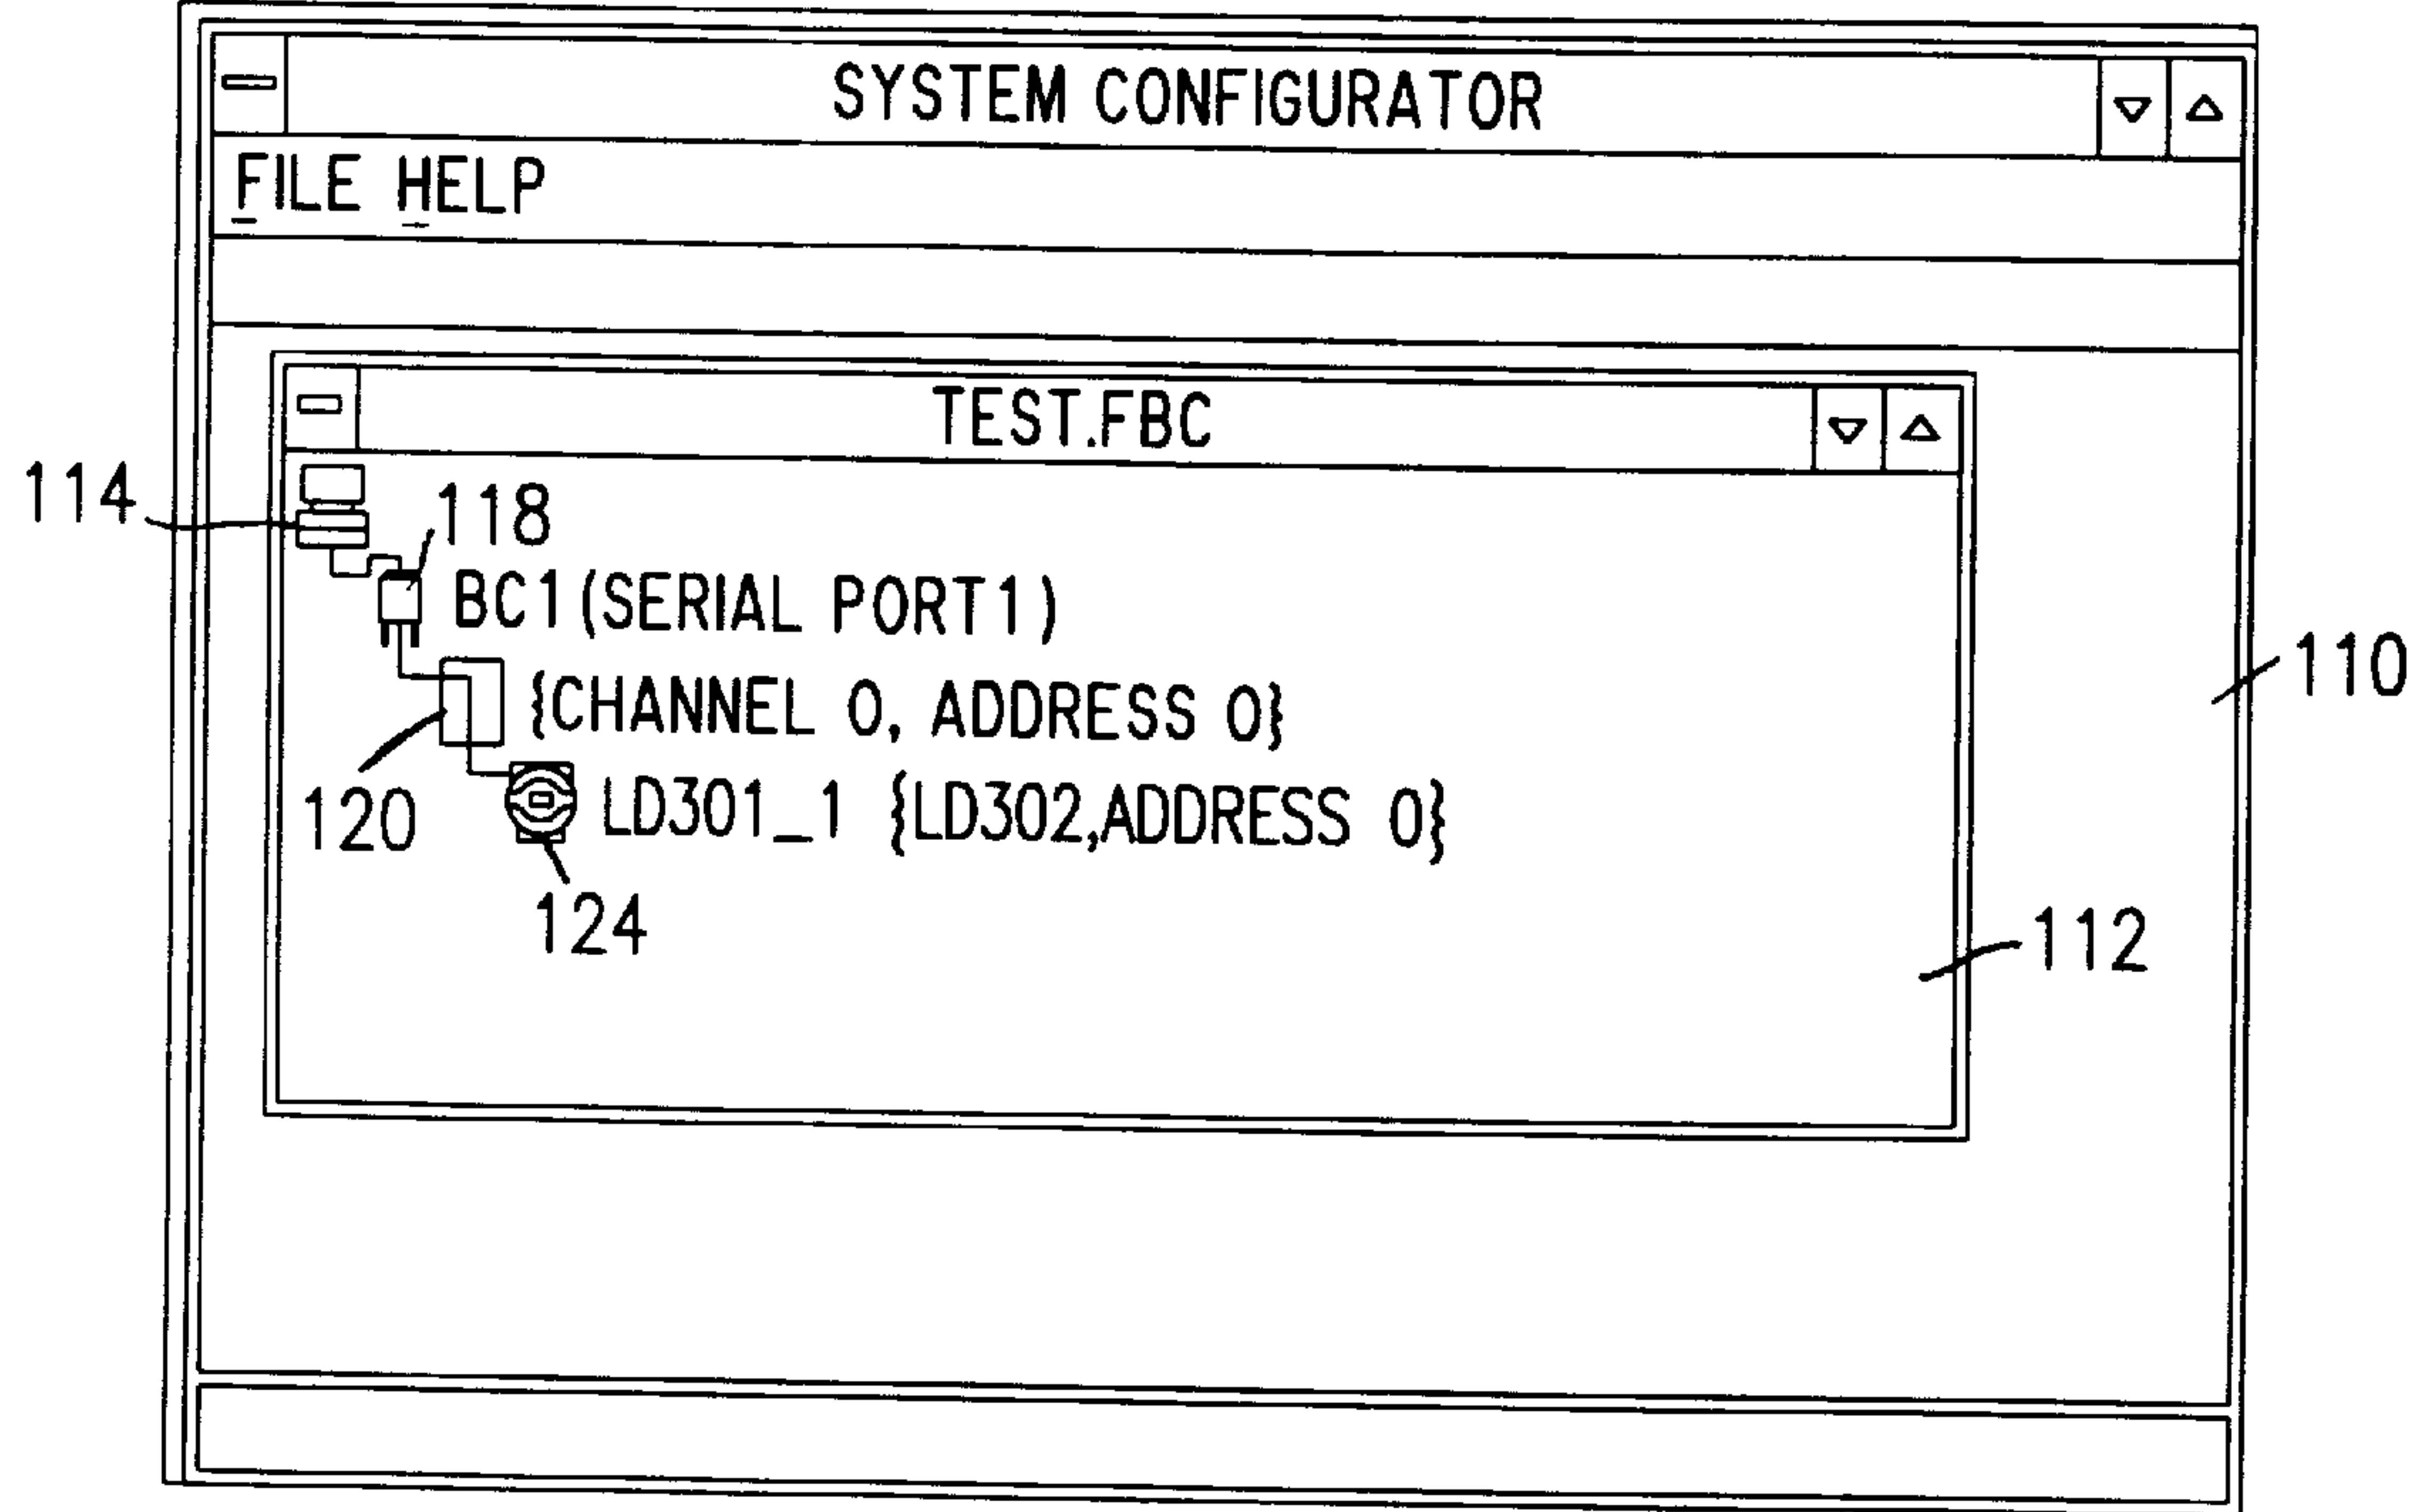 SYSTEM CONFIGURATOR
FILE HELP
TEST.FBC
114
118
BC1 (SERIAL PORT1)
110
{CHANNEL 0, ADDRESS 0}
120
LD301_1 {LD302,ADDRESS 0}
124
112